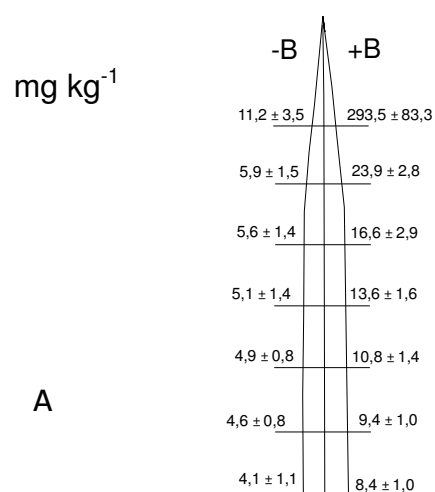 -B +B
mg kg-1
11,2 ± 3,5 293,5 ± 83,3
5,9 ± 1,5 23,9 ± 2,8
5,6 ± 1,4 16,6 ± 2,9
5,1 ± 1,4 13,6 ± 1,6
4,9 ± 0,8 10,8 ± 1,4
A
4,6 ± 0,8 9,4 ± 1,0
4,1 ± 1,1 8,4 ± 1,0